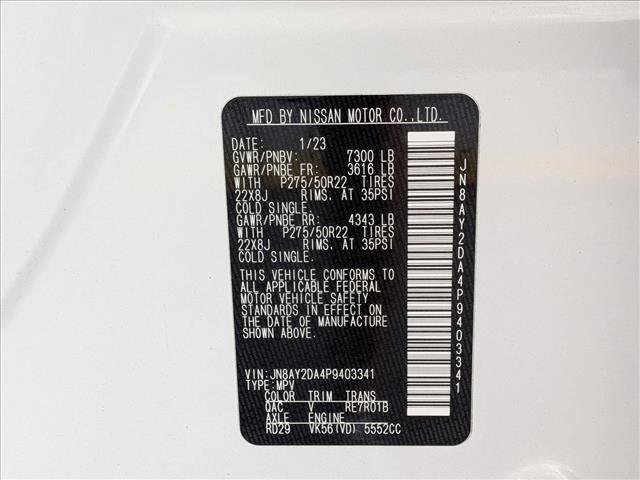 MFD BY NISSAN MOTOR CO.,LTD.
DATE: 1/23
GVWR/PNBV: 7300 LB
GAWR/PNBE FR: 3616 LB
WITH P275/50R22 TIRES
22X8J RIMS. AT 35PSI
COLD SINGLE.
GAWR/PNBE RR: 4343 LB
WITH P275/50R22 TIRES
22X8J RIMS. AT 35PSI
COLD SINGLE.
THIS VEHICLE CONFORMS TO
ALL APPLICABLE FEDERAL
MOTOR VEHICLE SAFETY
STANDARDS IN EFFECT ON
THE DATE OF MANUFACTURE
SHOWN ABOVE.
VIN:JN8AY2DA4P9403341
TYPE:MPV
COLOR TRIM TRANS
QAC V RE7R01B
AXLE ENGINE
RD29 VK56(VD) 5552CC
JN8AY2DA4P9403341